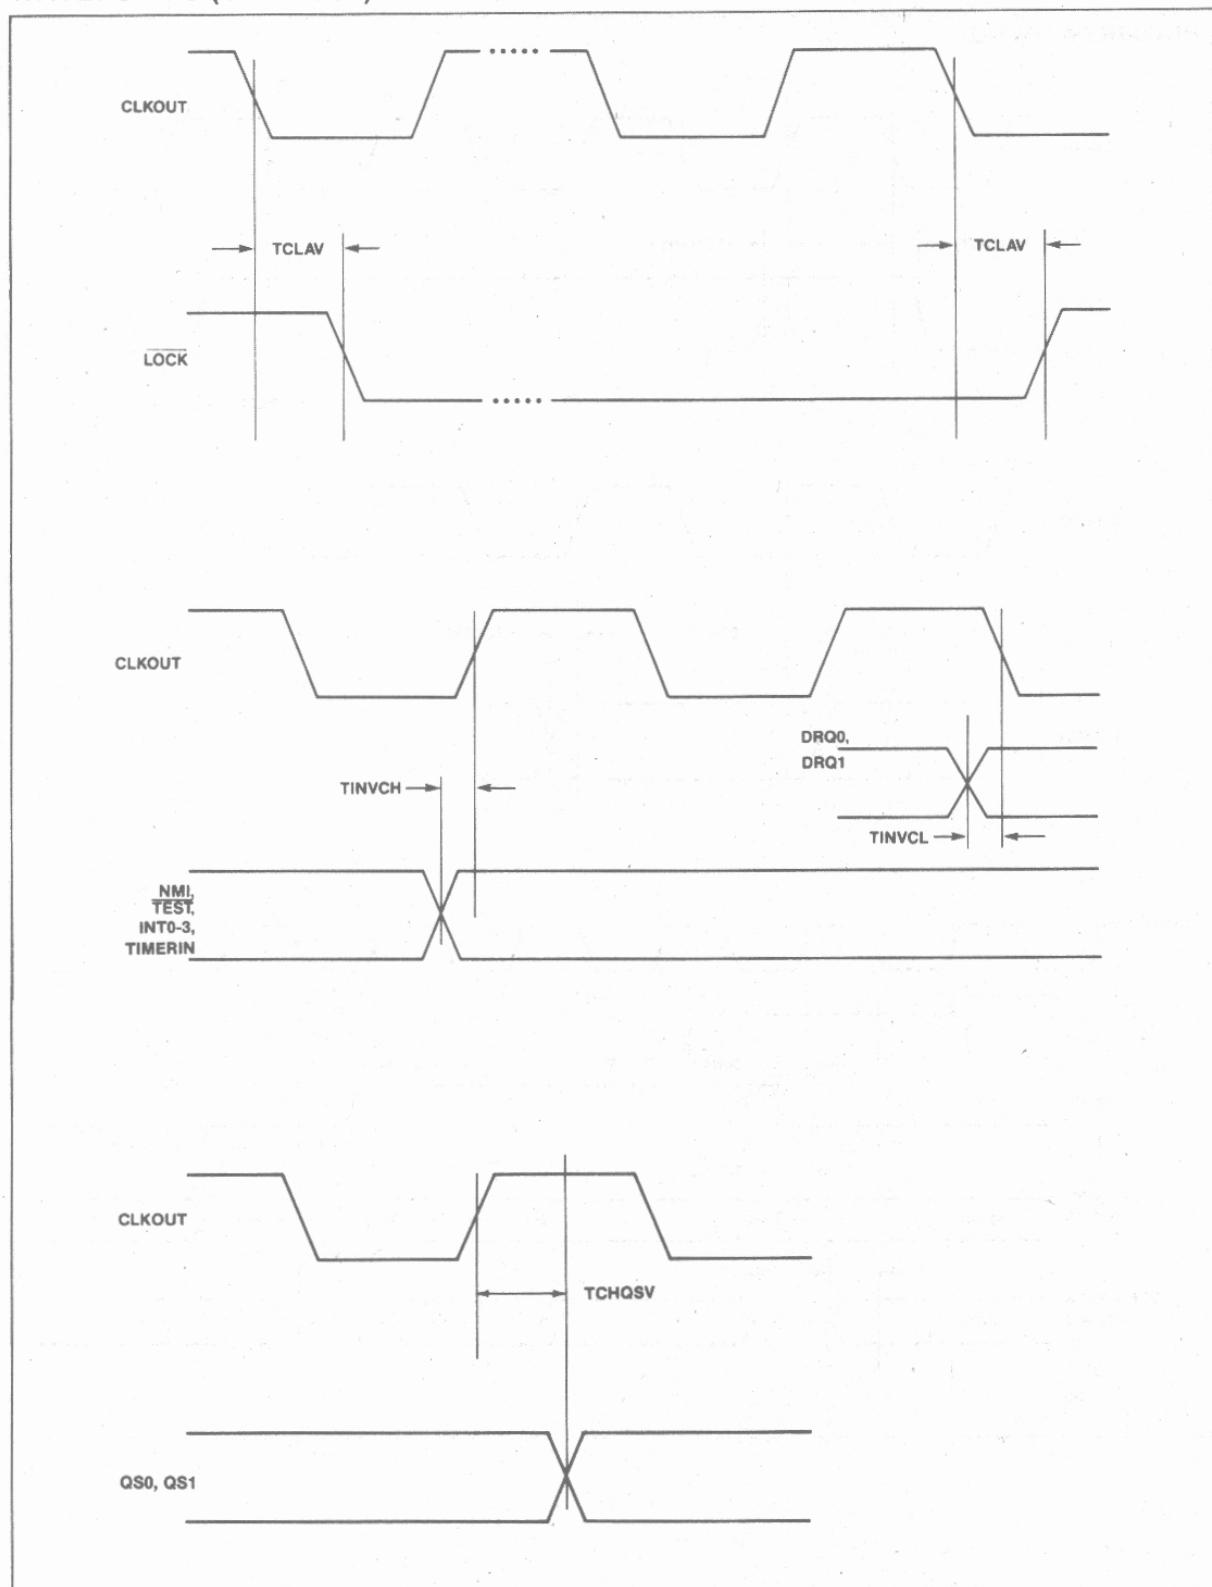 CLKOUT
TCLAV
TCLAV
LOCK
CLKOUT
DRQ0,
DRQ1
TINVCH
TINVCL
NMI,
TEST,
INT0-3,
TIMERIN
CLKOUT
TCHQSV
QS0, QS1